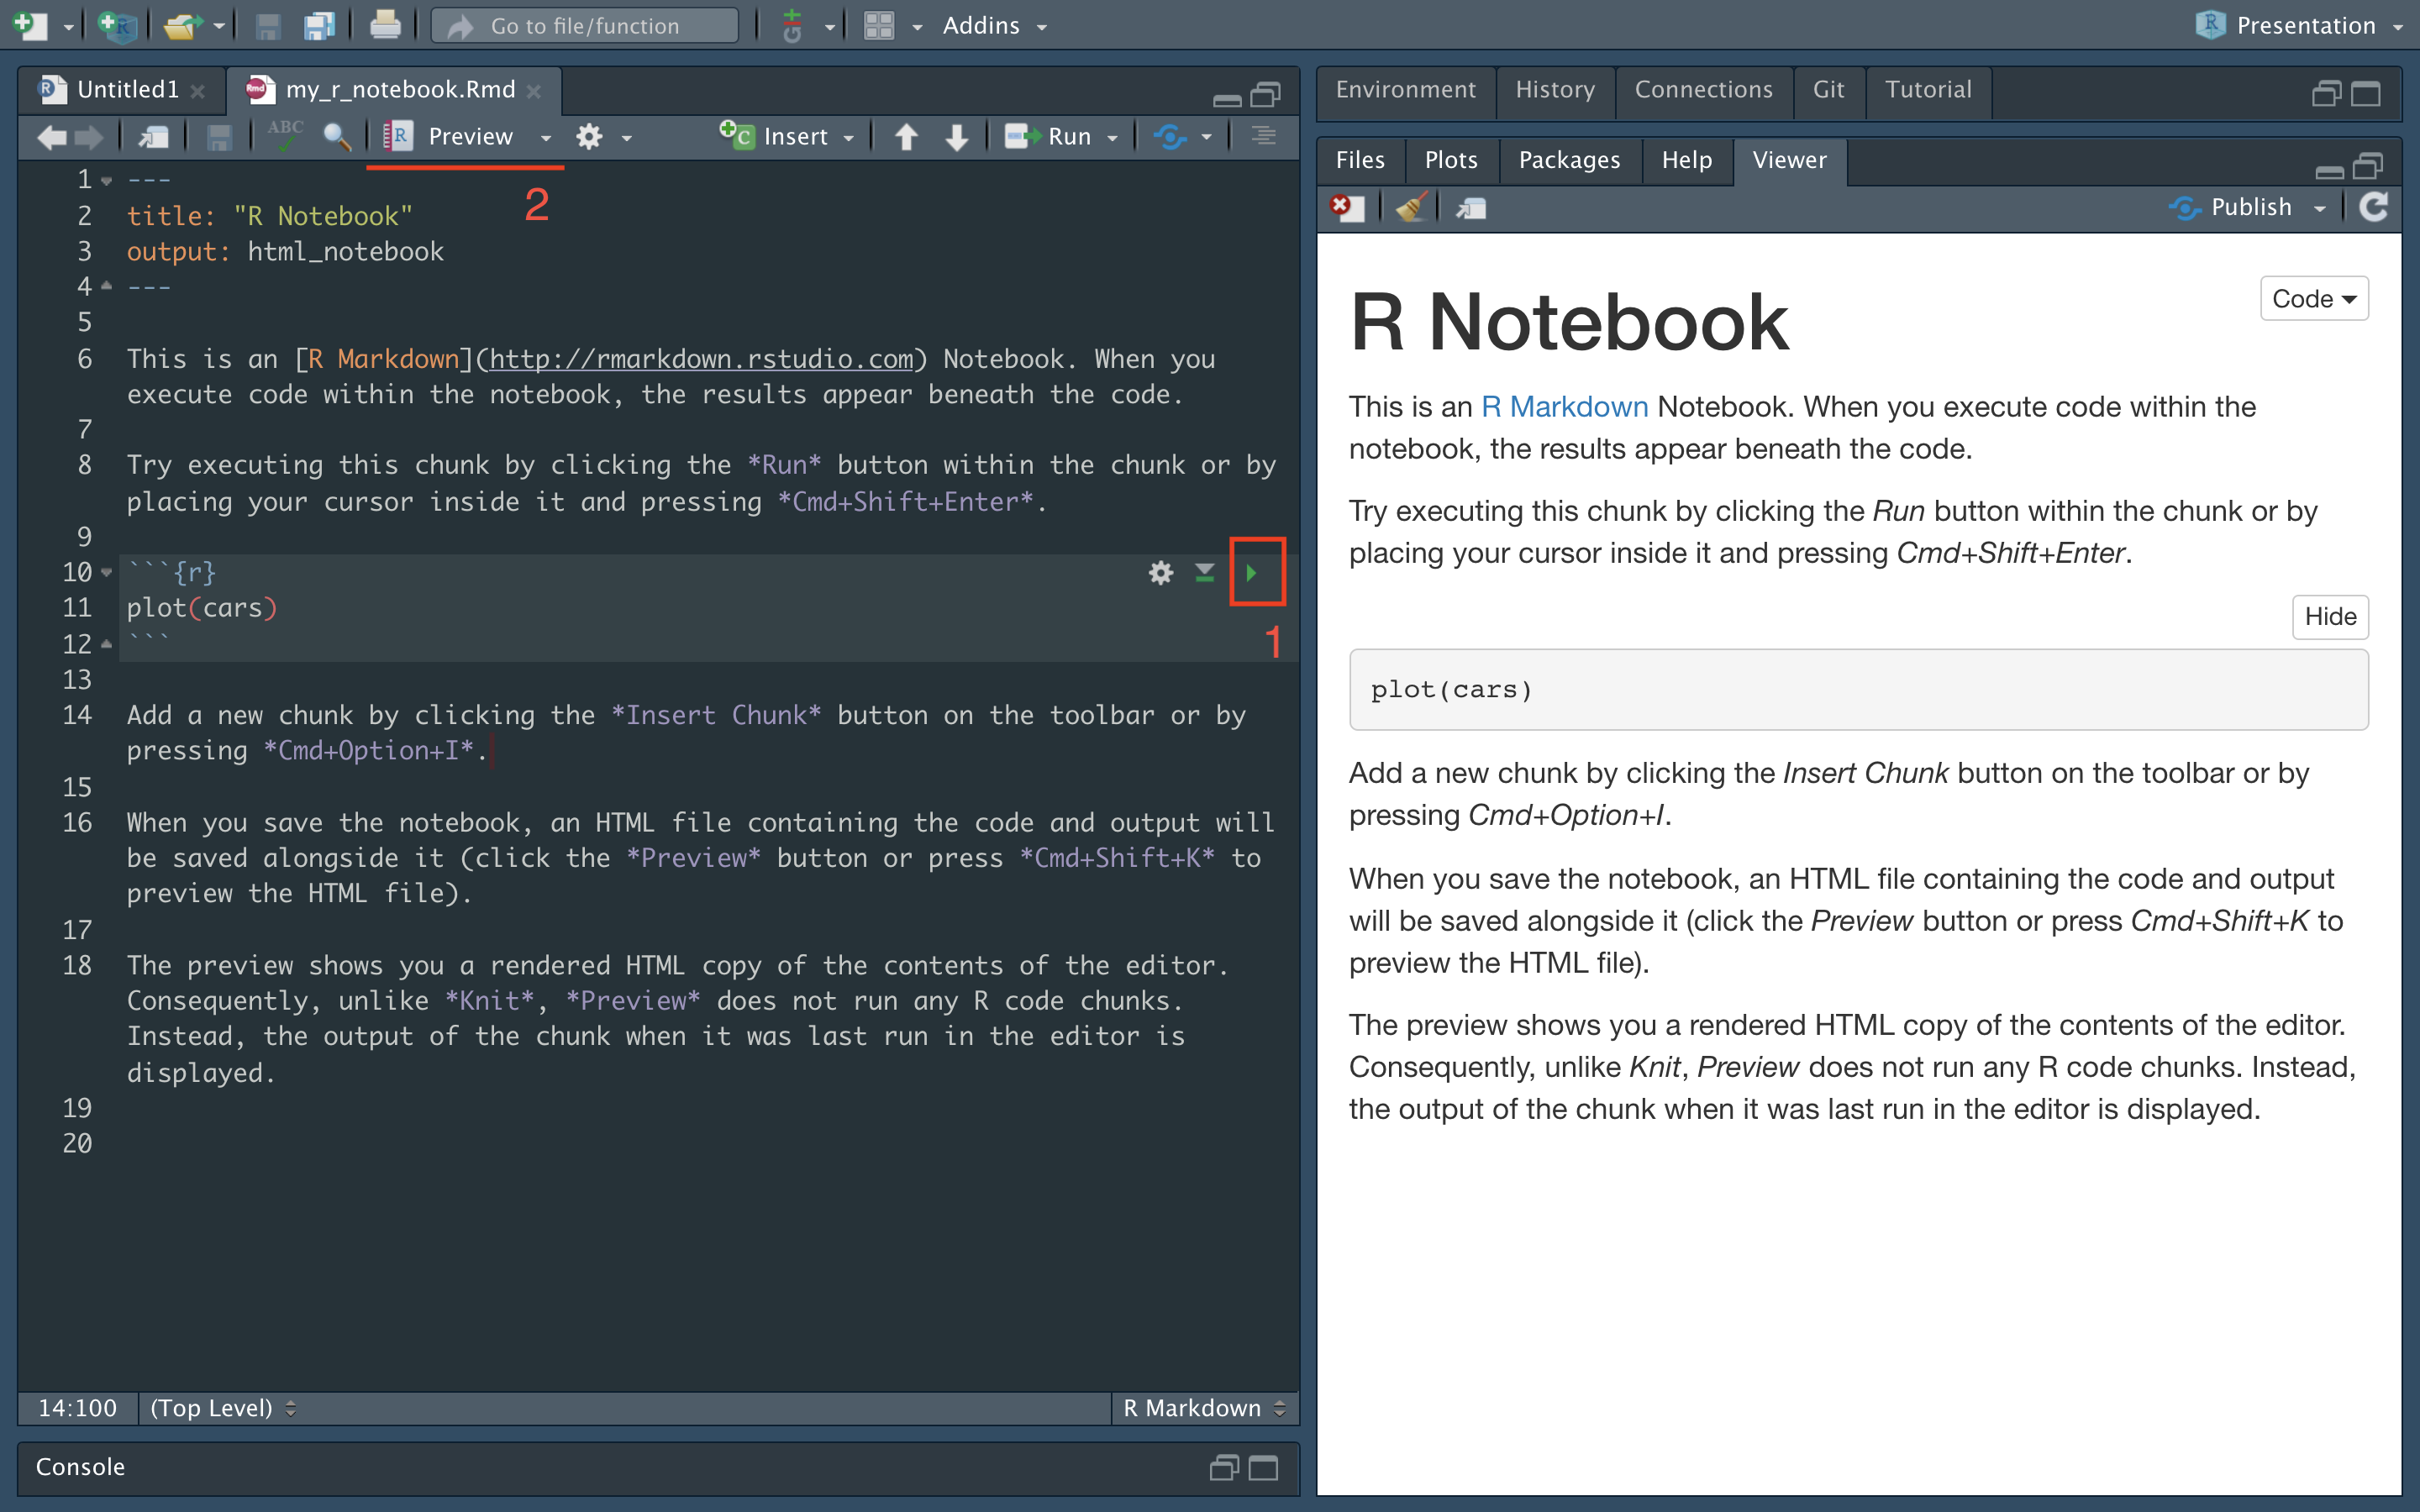 Go to file/function
Addins
Presentation
Untitled1
my_r_notebook.Rmd
ABC
Preview
Insert
Run
2
1 ---
2 title: "R Notebook"
3 output: html_notebook
4 ---
5
6 This is an [R Markdown](http://rmarkdown.rstudio.com) Notebook. When you
execute code within the notebook, the results appear beneath the code.
7
8 Try executing this chunk by clicking the *Run* button within the chunk or by
placing your cursor inside it and pressing *Cmd+Shift+Enter*.
9
10 ```{r}
11 plot(cars)
12 ```
1
13
14 Add a new chunk by clicking the *Insert Chunk* button on the toolbar or by
pressing *Cmd+Option+I*.
15
16 When you save the notebook, an HTML file containing the code and output will
be saved alongside it (click the *Preview* button or press *Cmd+Shift+K* to
preview the HTML file).
17
18 The preview shows you a rendered HTML copy of the contents of the editor.
Consequently, unlike *Knit*, *Preview* does not run any R code chunks.
Instead, the output of the chunk when it was last run in the editor is
displayed.
19
20
14:100 (Top Level) R Markdown
Console
Environment History Connections Git Tutorial
Files Plots Packages Help Viewer
Publish
R Notebook
Code
This is an R Markdown Notebook. When you execute code within the
notebook, the results appear beneath the code.
Try executing this chunk by clicking the Run button within the chunk or by
placing your cursor inside it and pressing Cmd+Shift+Enter.
Hide
plot(cars)
Add a new chunk by clicking the Insert Chunk button on the toolbar or by
pressing Cmd+Option+I.
When you save the notebook, an HTML file containing the code and output
will be saved alongside it (click the Preview button or press Cmd+Shift+K to
preview the HTML file).
The preview shows you a rendered HTML copy of the contents of the editor.
Consequently, unlike Knit, Preview does not run any R code chunks. Instead,
the output of the chunk when it was last run in the editor is displayed.